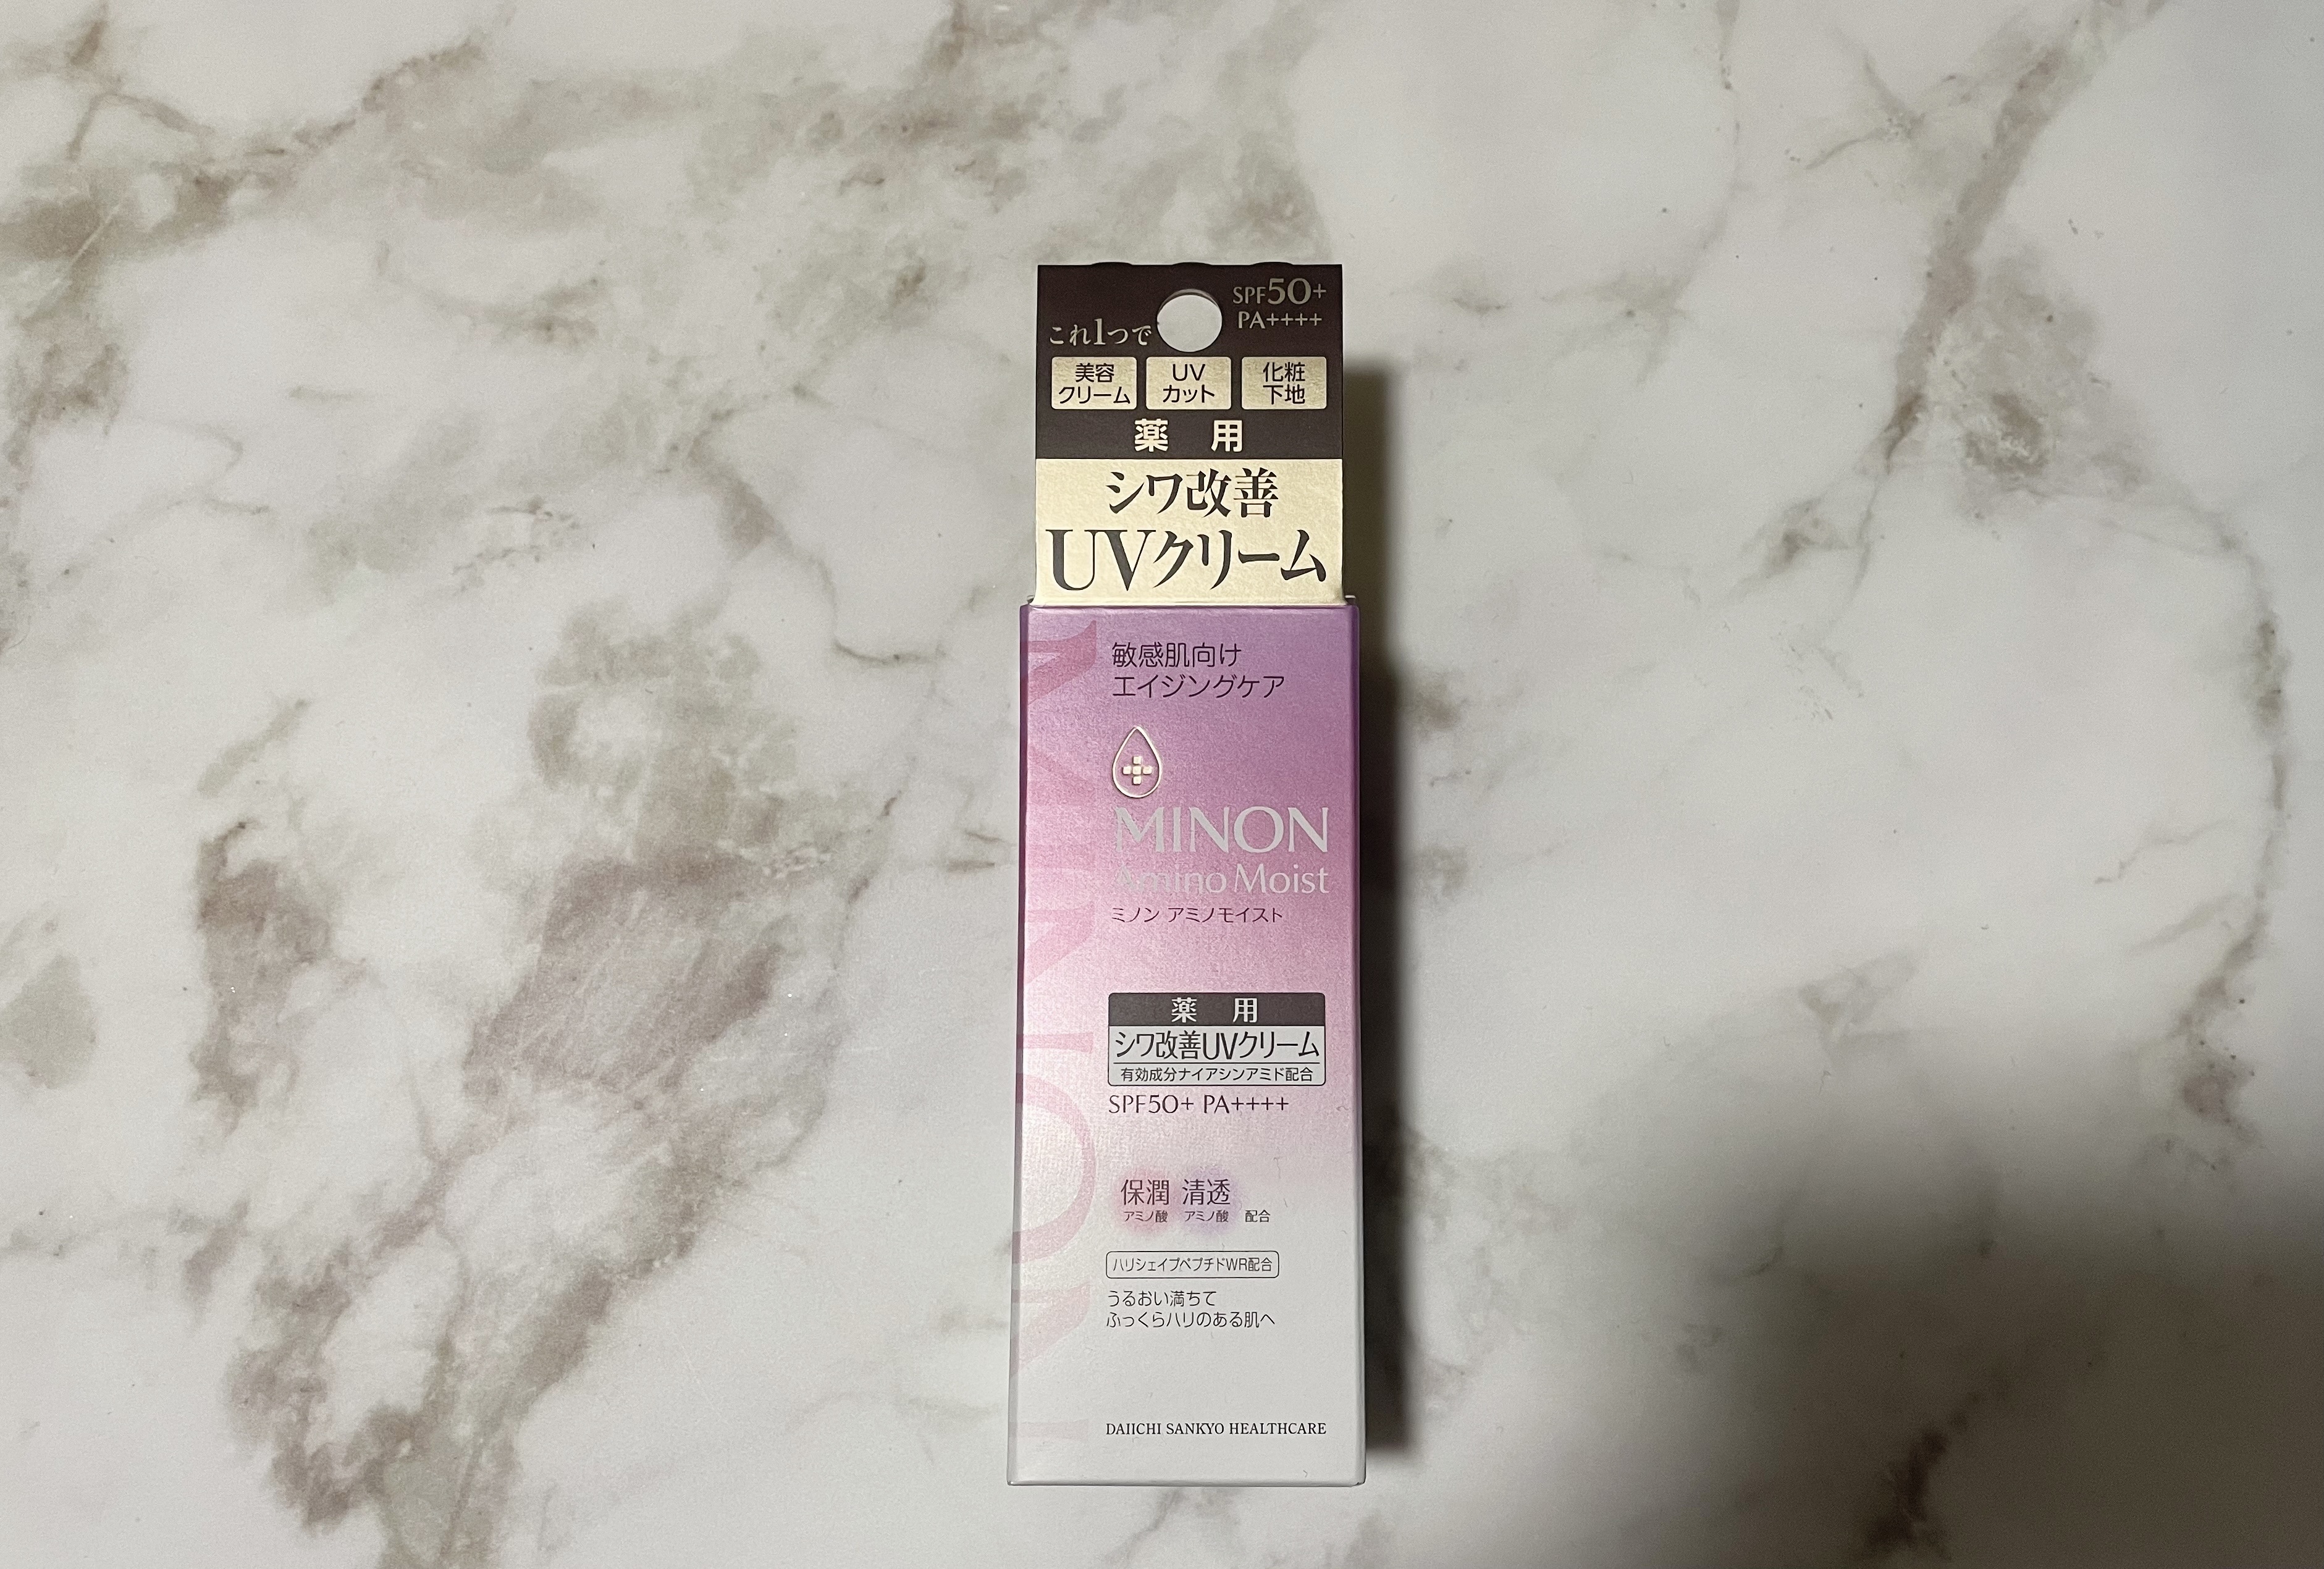 SPF50+
PA++++
これ1つで
美容
クリーム
UV
カット
化粧
下地
薬用
シワ改善
UVクリーム
敏感肌向け
エイジングケア
MINON
Amino Moist
ミノン アミノモイスト
薬用
シワ改善UVクリーム
有効成分ナイアシンアミド配合
SPF50+ PA++++
保潤 清透
アミノ酸 アミノ酸 配合
ハリシェイプペプチドWR配合
うるおい満ちて
ふっくらハリのある肌へ
DAIICHI SANKYO HEALTHCARE
MINON